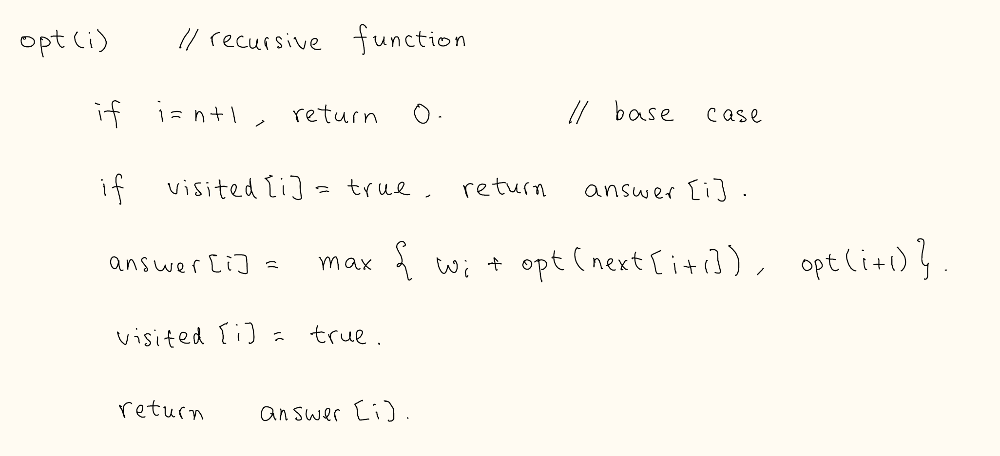 opt(i) // recursive function
if i=n+1, return 0. // base case
if visited[i] = true, return answer[i].
answer[i] = max { wᵢ + opt(next[i+1]), opt(i+1)}.
visited[i] = true.
return answer[i].